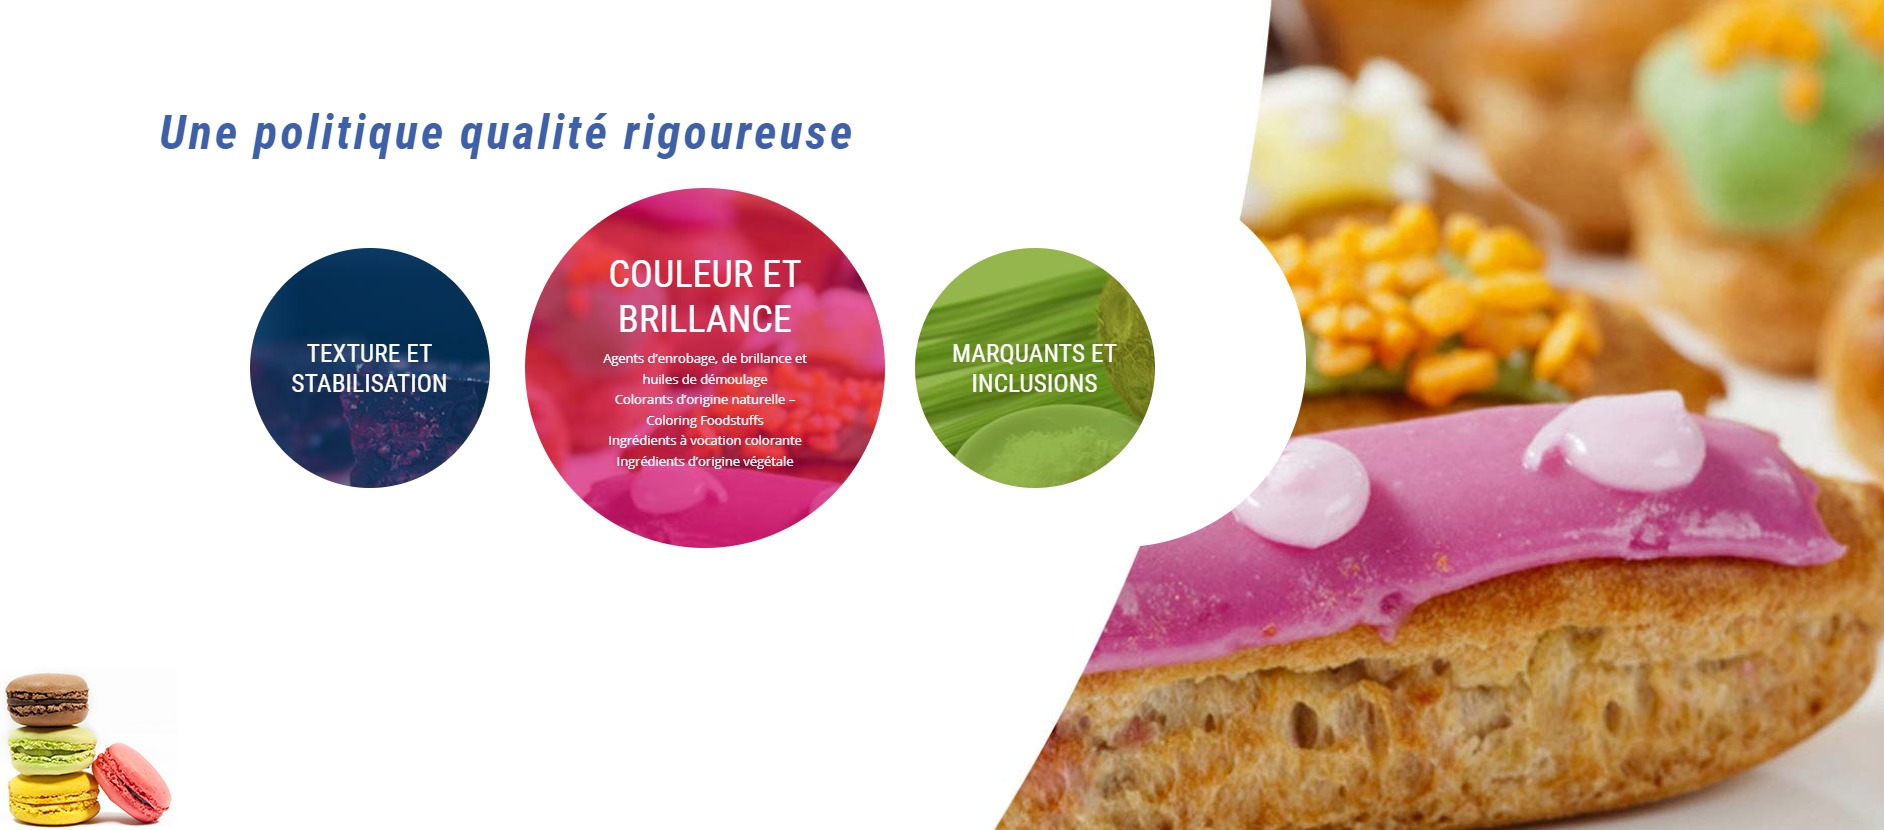 Une politique qualité rigoureuse
TEXTURE ET
STABILISATION
COULEUR ET
BRILLANCE
Agents d’enrobage, de brillance et
huiles de démoulage
Colorants d’origine naturelle –
Coloring Foodstuffs
Ingrédients à vocation colorante
Ingrédients d’origine végétale
MARQUANTS ET
INCLUSIONS